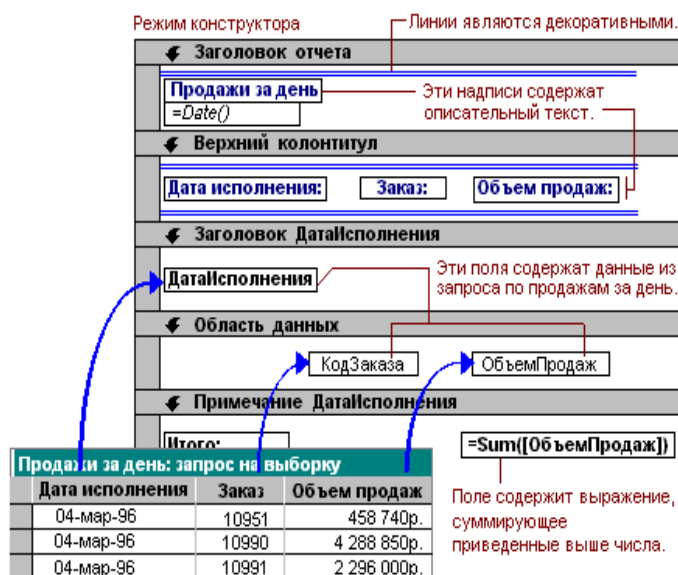 Режим конструктора
Линии являются декоративными.
Заголовок отчета
Продажи за день
=Date()
Эти надписи содержат
описательный текст.
Верхний колонтитул
Дата исполнения: Заказ: Объем продаж:
Заголовок ДатаИсполнения
ДатаИсполнения
Эти поля содержат данные из
запроса по продажам за день.
Область данных
КодЗаказа ОбъемПродаж
Примечание ДатаИсполнения
Итого: =Sum([ОбъемПродаж])
Продажи за день: запрос на выборку
Дата исполнения Заказ Объем продаж
04-мар-96 10951 458 740р.
04-мар-96 10990 4 288 850р.
04-мар-96 10991 2 296 000р.
Поле содержит выражение,
суммирующее
приведенные выше числа.